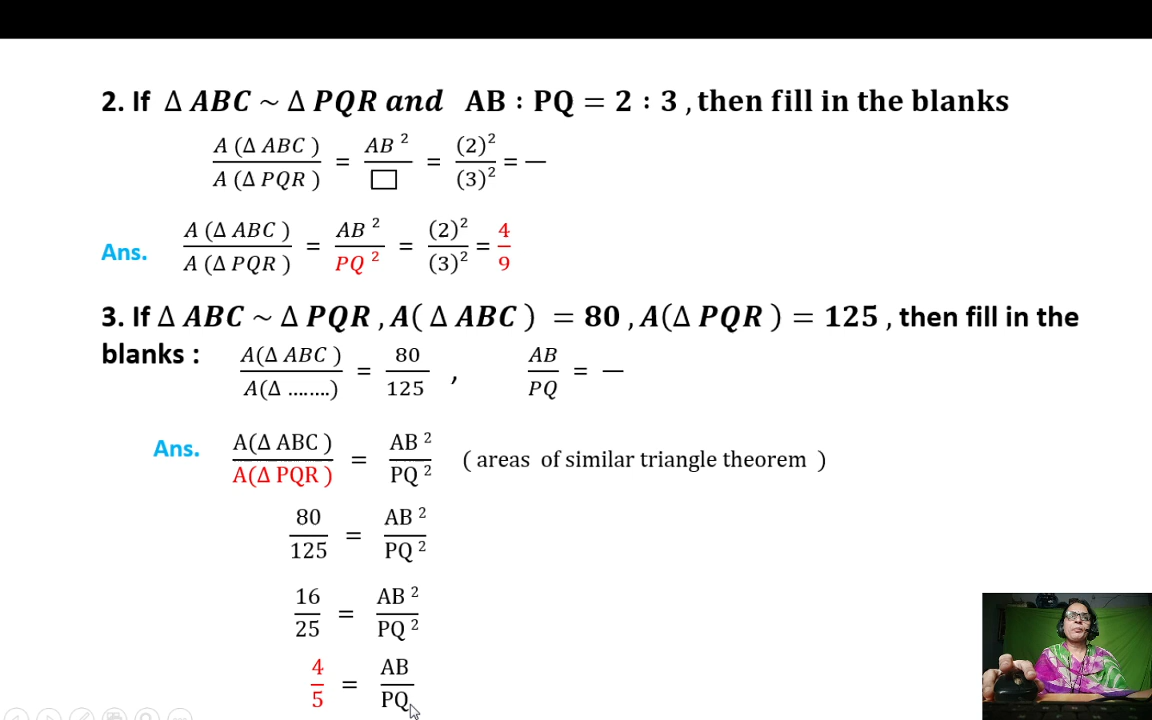 2. If Δ ABC ~ Δ PQR and AB : PQ = 2 : 3 , then fill in the blanks
A (Δ ABC ) / A (Δ PQR ) = AB ² / □ = (2)² / (3)² = —
Ans. A (Δ ABC ) / A (Δ PQR ) = AB ² / PQ ² = (2)² / (3)² = 4 / 9
3. If Δ ABC ~ Δ PQR , A( Δ ABC ) = 80 , A(Δ PQR ) = 125 , then fill in the
blanks : A(Δ ABC ) / A(Δ ........) = 80 / 125 , AB / PQ = —
Ans. A(Δ ABC ) / A(Δ PQR ) = AB ² / PQ ² ( areas of similar triangle theorem )
80 / 125 = AB ² / PQ ²
16 / 25 = AB ² / PQ ²
4 / 5 = AB / PQ